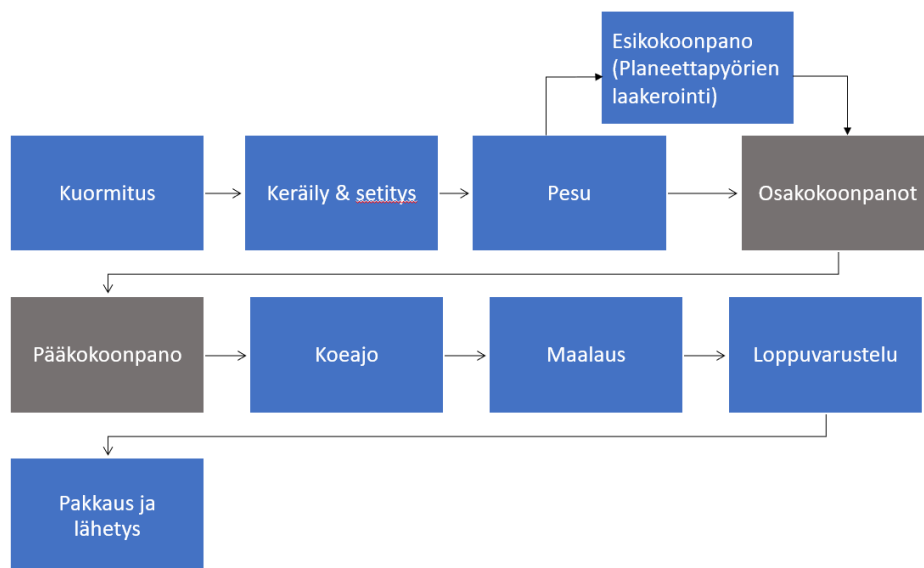 Esikokoonpano
(Planeettapyörien
laakerointi)
Kuormitus
Keräily & setitys
Pesu
Osakokoonpanot
Pääkokoonpano
Koeajo
Maalaus
Loppuvarustelu
Pakkaus ja
lähetys